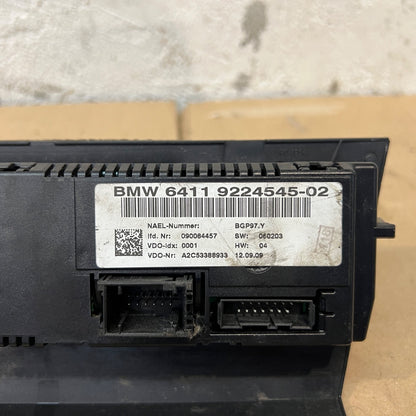 BMW 6411 9224545-02
NAEL-Nummer: BGP97.Y
lfd. Nr: 090084457 SW: 060203
VDO-Idx: 0001 HW: 04
VDO-Nr: A2C53388933 12.09.09